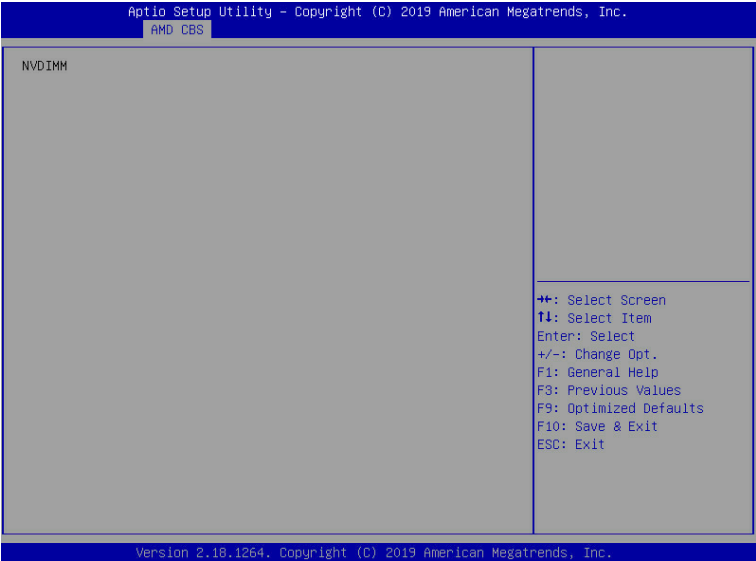 Aptio Setup Utility – Copyright (C) 2019 American Megatrends, Inc.
AMD CBS
NVDIMM
→←: Select Screen
↑↓: Select Item
Enter: Select
+/-: Change Opt.
F1: General Help
F3: Previous Values
F9: Optimized Defaults
F10: Save & Exit
ESC: Exit
Version 2.18.1264. Copyright (C) 2019 American Megatrends, Inc.